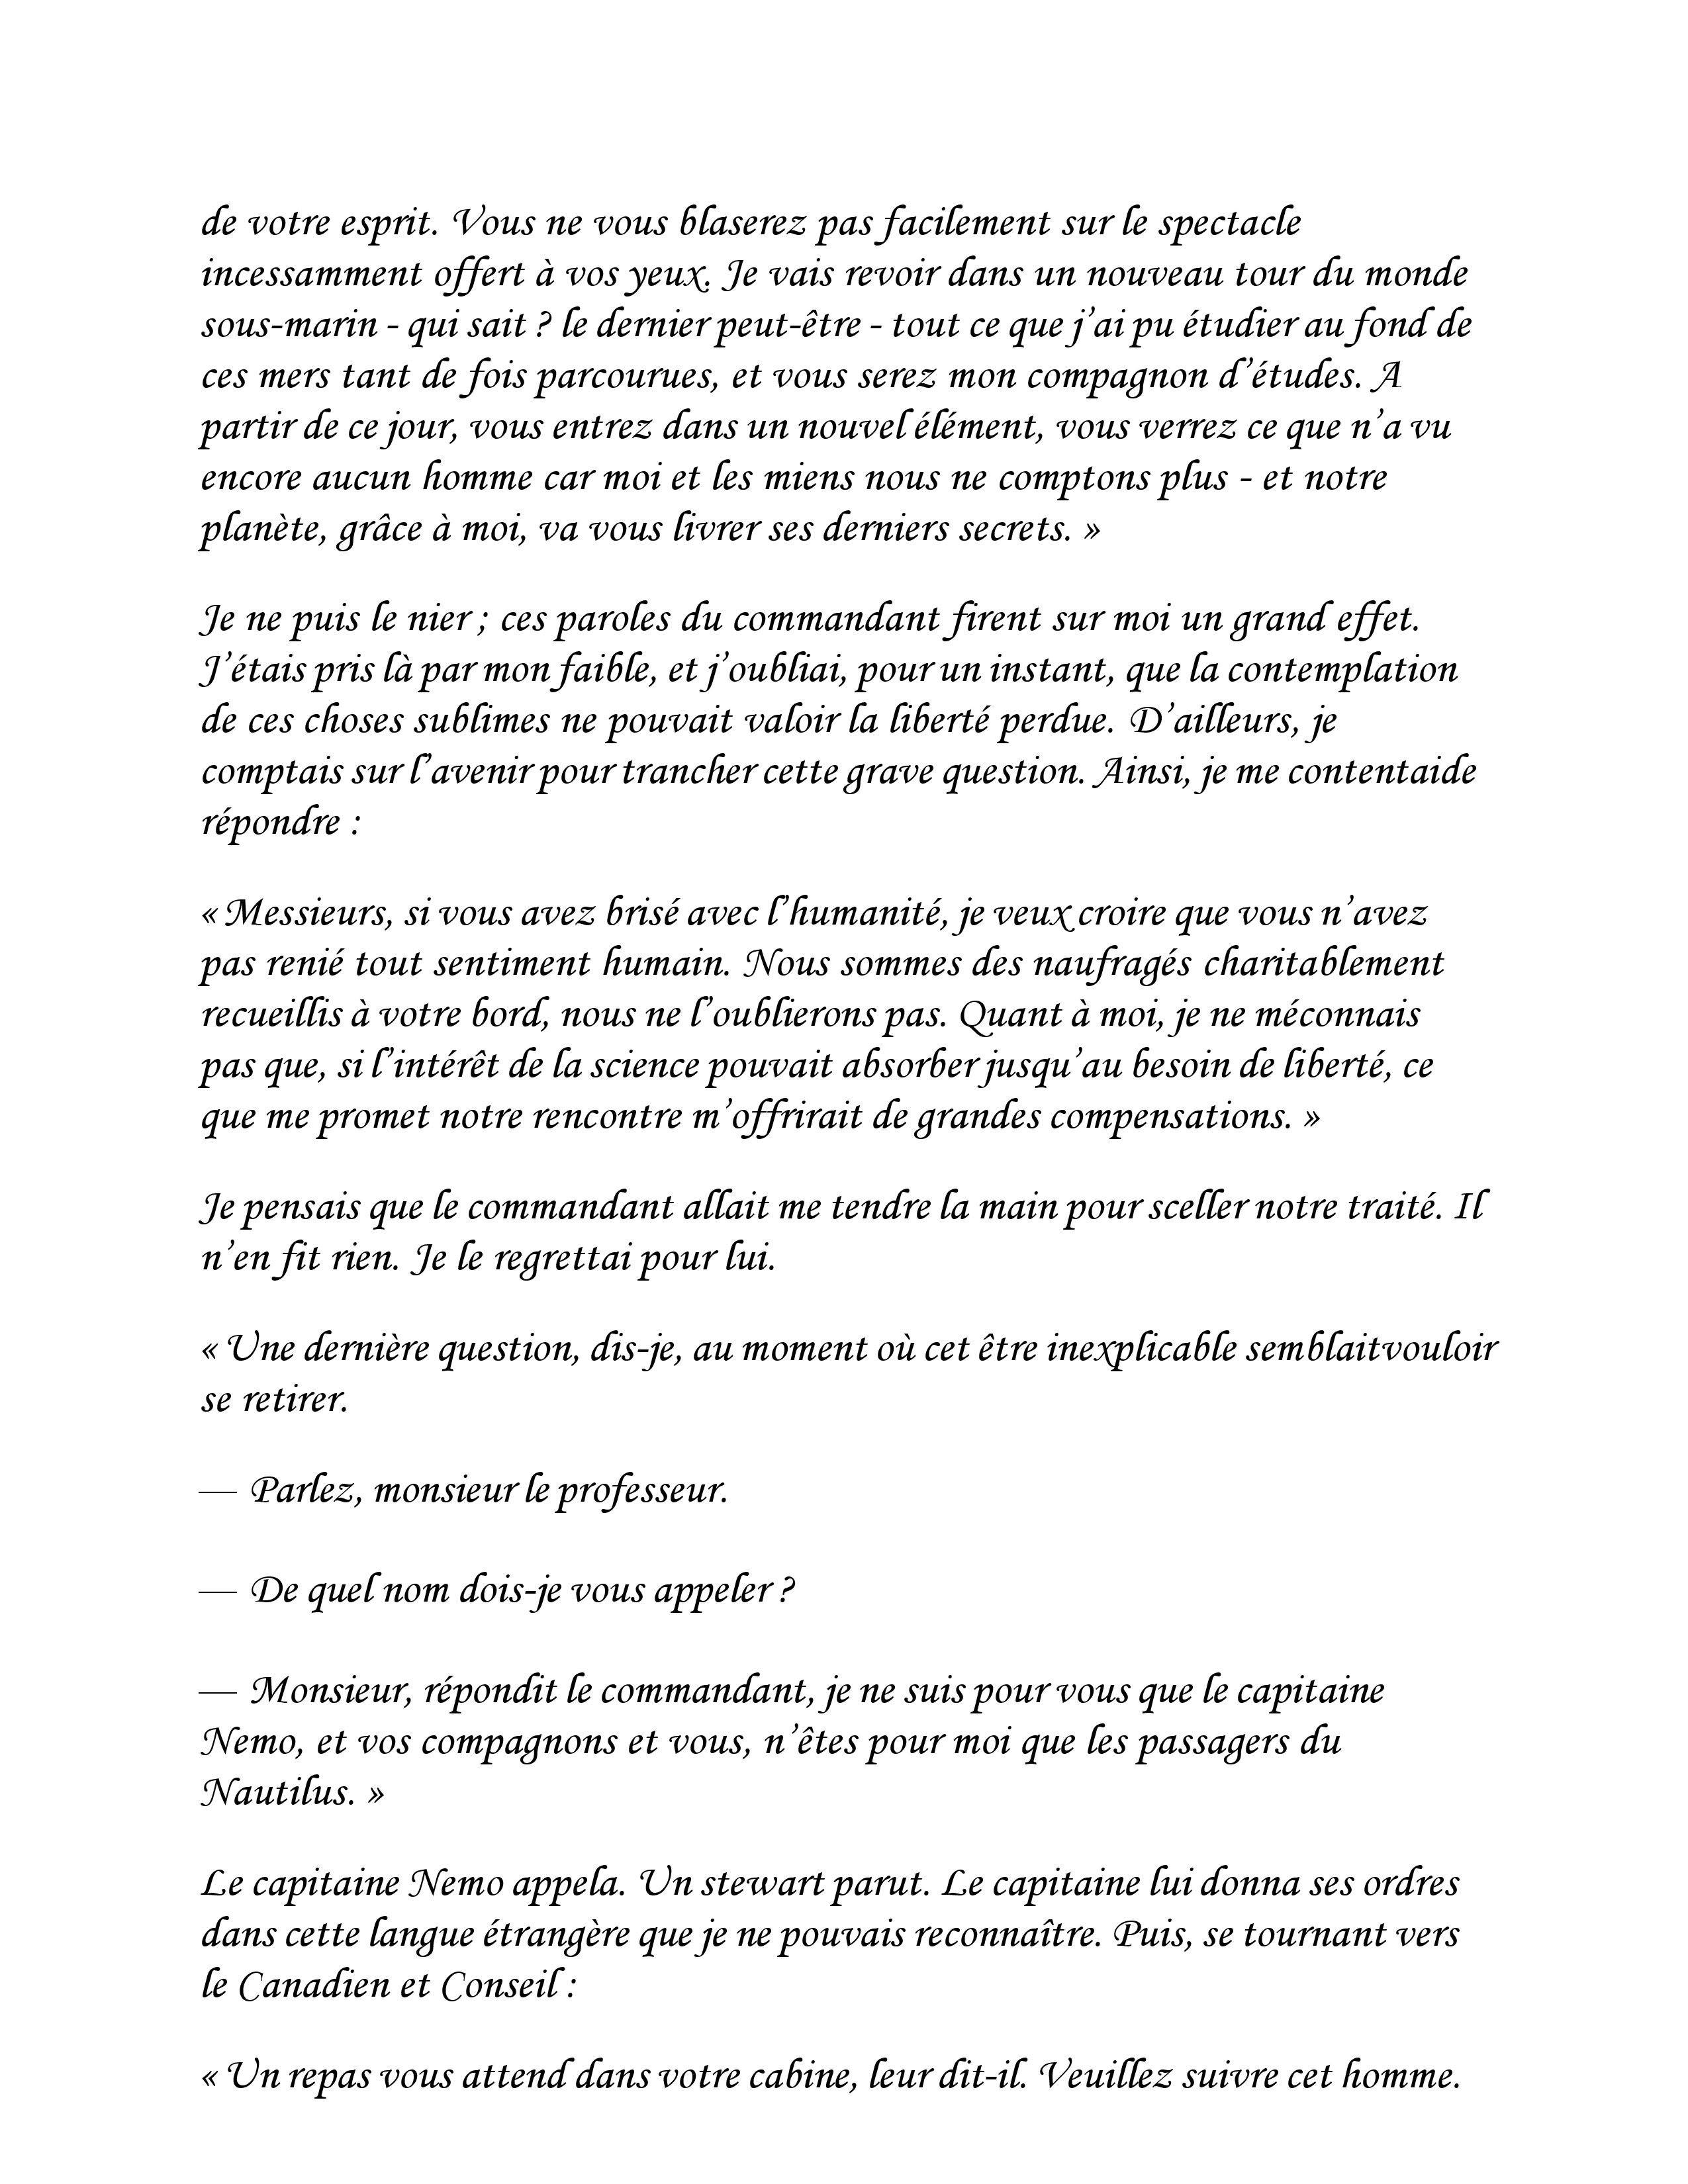 de votre esprit. Vous ne vous blaserez pas facilement sur le spectacle
incessamment offert à vos yeux. Je vais revoir dans un nouveau tour du monde
sous-marin - qui sait ? le dernier peut-être - tout ce que j’ai pu étudier au fond de
ces mers tant de fois parcourues, et vous serez mon compagnon d’études. A
partir de ce jour, vous entrez dans un nouvel élément, vous verrez ce que n’a vu
encore aucun homme car moi et les miens nous ne comptons plus - et notre
planète, grâce à moi, va vous livrer ses derniers secrets. »
Je ne puis le nier ; ces paroles du commandant firent sur moi un grand effet.
J’étais pris là par mon faible, et j’oubliai, pour un instant, que la contemplation
de ces choses sublimes ne pouvait valoir la liberté perdue. D’ailleurs, je
comptais sur l’avenir pour trancher cette grave question. Ainsi, je me contentaide
répondre :
« Messieurs, si vous avez brisé avec l’humanité, je veux croire que vous n’avez
pas renié tout sentiment humain. Nous sommes des naufragés charitablement
recueillis à votre bord, nous ne l’oublierons pas. Quant à moi, je ne méconnais
pas que, si l’intérêt de la science pouvait absorber jusqu’au besoin de liberté, ce
que me promet notre rencontre m’offrirait de grandes compensations. »
Je pensais que le commandant allait me tendre la main pour sceller notre traité. Il
n’en fit rien. Je le regrettai pour lui.
« Une dernière question, dis-je, au moment où cet être inexplicable semblaitvouloir
se retirer.
— Parlez, monsieur le professeur.
— De quel nom dois-je vous appeler ?
— Monsieur, répondit le commandant, je ne suis pour vous que le capitaine
Nemo, et vos compagnons et vous, n’êtes pour moi que les passagers du
Nautilus. »
Le capitaine Nemo appela. Un stewart parut. Le capitaine lui donna ses ordres
dans cette langue étrangère que je ne pouvais reconnaître. Puis, se tournant vers
le Canadien et Conseil :
« Un repas vous attend dans votre cabine, leur dit-il. Veuillez suivre cet homme.